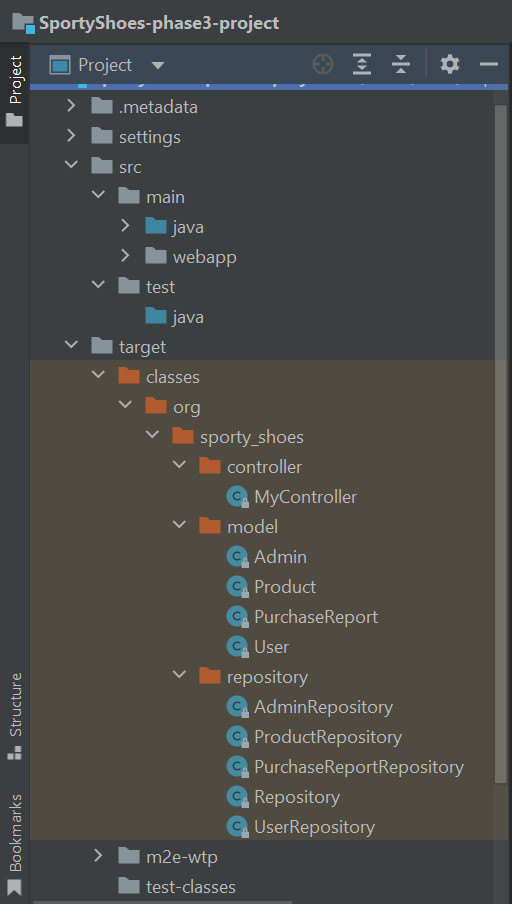 SportyShoes-phase3-project
Project
Project
.metadata
settings
src
main
java
webapp
test
java
target
classes
org
sporty_shoes
controller
MyController
model
Admin
Product
PurchaseReport
User
repository
AdminRepository
ProductRepository
PurchaseReportRepository
Repository
UserRepository
m2e-wtp
test-classes
Structure
Bookmarks